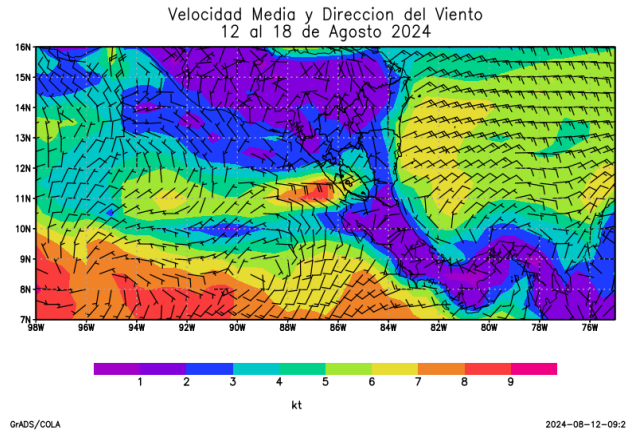 Velocidad Media y Direccion del Viento
12 al 18 de Agosto 2024
16N
15N
14N
13N
12N
11N
10N
9N
8N
7N
98W 96W 94W 92W 90W 88W 86W 84W 82W 80W 78W 76W
1 2 3 4 5 6 7 8 9
kt
GrADS/COLA 2024-08-12-09:2